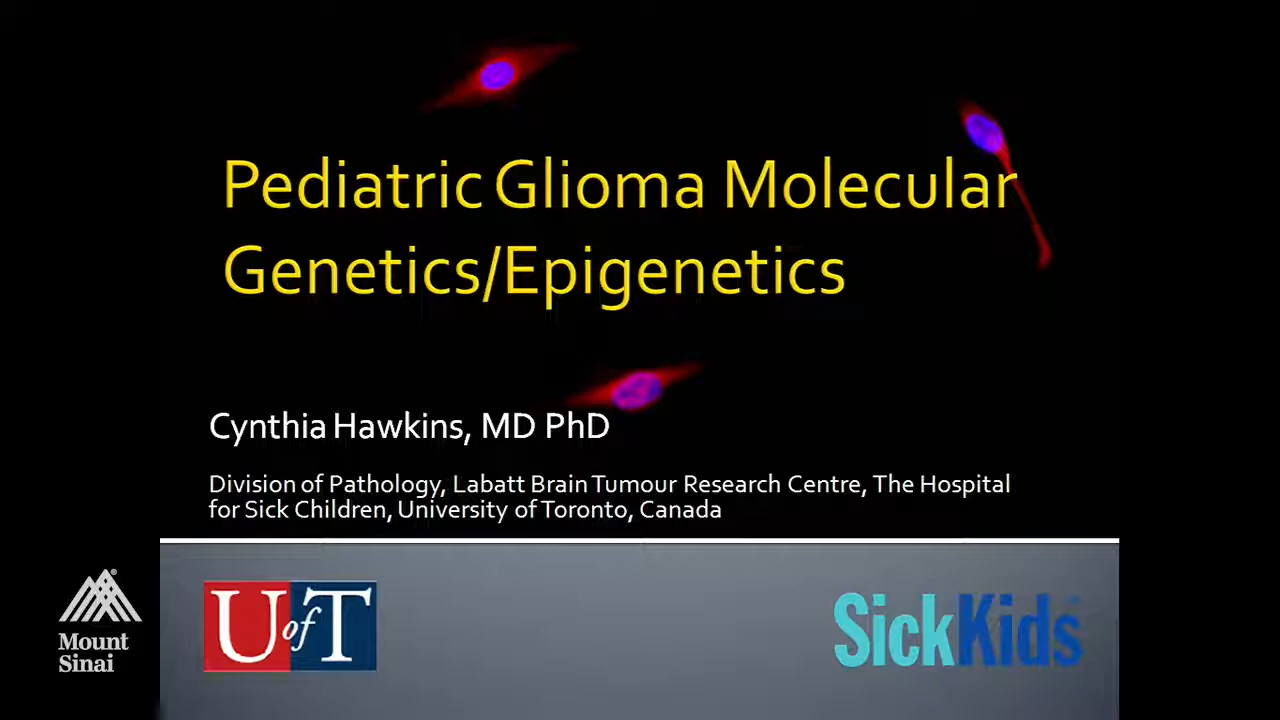 Pediatric Glioma Molecular
Genetics/Epigenetics
Cynthia Hawkins, MD PhD
Division of Pathology, Labatt Brain Tumour Research Centre, The Hospital
for Sick Children, University of Toronto, Canada
Mount
Sinai
U of T
SickKids